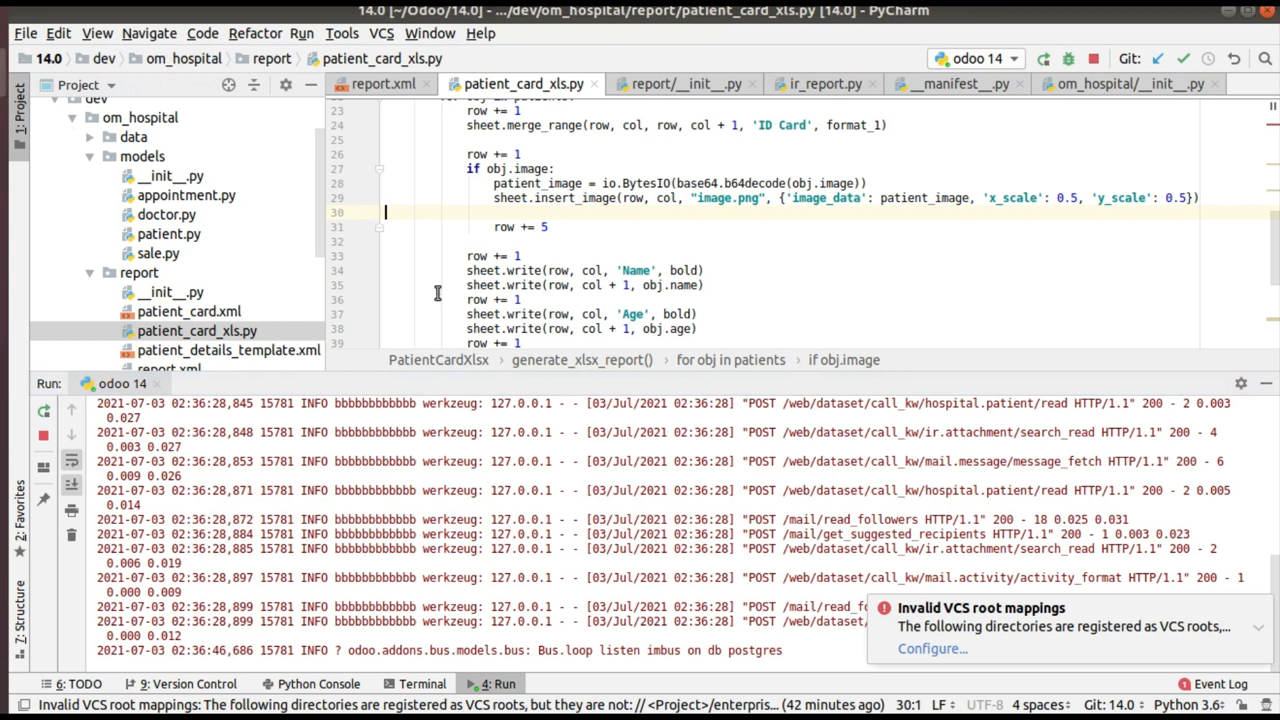 14.0 [~/Odoo/14.0] - .../dev/om_hospital/report/patient_card_xls.py [14.0] - PyCharm
File Edit View Navigate Code Refactor Run Tools VCS Window Help
14.0 dev om_hospital report patient_card_xls.py odoo 14 Git:
Project report.xml patient_card_xls.py report/__init__.py ir_report.py __manifest__.py om_hospital/__init__.py
1: Project
dev
om_hospital
data
models
__init__.py
appointment.py
doctor.py
patient.py
sale.py
report
__init__.py
patient_card.xml
patient_card_xls.py
patient_details_template.xml
report.xml
for obj in patients:
23 row += 1
24 sheet.merge_range(row, col, row, col + 1, 'ID Card', format_1)
25
26 row += 1
27 if obj.image:
28 patient_image = io.BytesIO(base64.b64decode(obj.image))
29 sheet.insert_image(row, col, "image.png", {'image_data': patient_image, 'x_scale': 0.5, 'y_scale': 0.5})
30
31 row += 5
32
33 row += 1
34 sheet.write(row, col, 'Name', bold)
35 sheet.write(row, col + 1, obj.name)
36 row += 1
37 sheet.write(row, col, 'Age', bold)
38 sheet.write(row, col + 1, obj.age)
39 row += 1
PatientCardXlsx generate_xlsx_report() for obj in patients if obj.image
Run: odoo 14
2: Favorites
7: Structure
2021-07-03 02:36:28,845 15781 INFO bbbbbbbbbbbb werkzeug: 127.0.0.1 - - [03/Jul/2021 02:36:28] "POST /web/dataset/call_kw/hospital.patient/read HTTP/1.1" 200 - 2 0.003
0.027
2021-07-03 02:36:28,848 15781 INFO bbbbbbbbbbbb werkzeug: 127.0.0.1 - - [03/Jul/2021 02:36:28] "POST /web/dataset/call_kw/ir.attachment/search_read HTTP/1.1" 200 - 4
0.003 0.027
2021-07-03 02:36:28,853 15781 INFO bbbbbbbbbbbb werkzeug: 127.0.0.1 - - [03/Jul/2021 02:36:28] "POST /web/dataset/call_kw/mail.message/message_fetch HTTP/1.1" 200 - 6
0.009 0.026
2021-07-03 02:36:28,871 15781 INFO bbbbbbbbbbbb werkzeug: 127.0.0.1 - - [03/Jul/2021 02:36:28] "POST /web/dataset/call_kw/hospital.patient/read HTTP/1.1" 200 - 2 0.005
0.014
2021-07-03 02:36:28,872 15781 INFO bbbbbbbbbbbb werkzeug: 127.0.0.1 - - [03/Jul/2021 02:36:28] "POST /mail/read_followers HTTP/1.1" 200 - 18 0.025 0.031
2021-07-03 02:36:28,884 15781 INFO bbbbbbbbbbbb werkzeug: 127.0.0.1 - - [03/Jul/2021 02:36:28] "POST /mail/get_suggested_recipients HTTP/1.1" 200 - 1 0.003 0.023
2021-07-03 02:36:28,885 15781 INFO bbbbbbbbbbbb werkzeug: 127.0.0.1 - - [03/Jul/2021 02:36:28] "POST /web/dataset/call_kw/ir.attachment/search_read HTTP/1.1" 200 - 2
0.006 0.019
2021-07-03 02:36:28,897 15781 INFO bbbbbbbbbbbb werkzeug: 127.0.0.1 - - [03/Jul/2021 02:36:28] "POST /web/dataset/call_kw/mail.activity/activity_format HTTP/1.1" 200 - 1
0.000 0.009
2021-07-03 02:36:28,899 15781 INFO bbbbbbbbbbbb werkzeug: 127.0.0.1 - - [03/Jul/2021 02:36:28] "POST /mail/read_fo
2021-07-03 02:36:28,899 15781 INFO bbbbbbbbbbbb werkzeug: 127.0.0.1 - - [03/Jul/2021 02:36:28] "POST /web/dataset/
0.000 0.012
2021-07-03 02:36:46,686 15781 INFO ? odoo.addons.bus.models.bus: Bus.loop listen imbus on db postgres
Invalid VCS root mappings
The following directories are registered as VCS roots,...
Configure...
6: TODO 9: Version Control Python Console Terminal 4: Run 1 Event Log
Invalid VCS root mappings: The following directories are registered as VCS roots, but they are not: // <Project>/enterpris... (42 minutes ago) 30:1 LF UTF-8 4 spaces Git: 14.0 Python 3.6